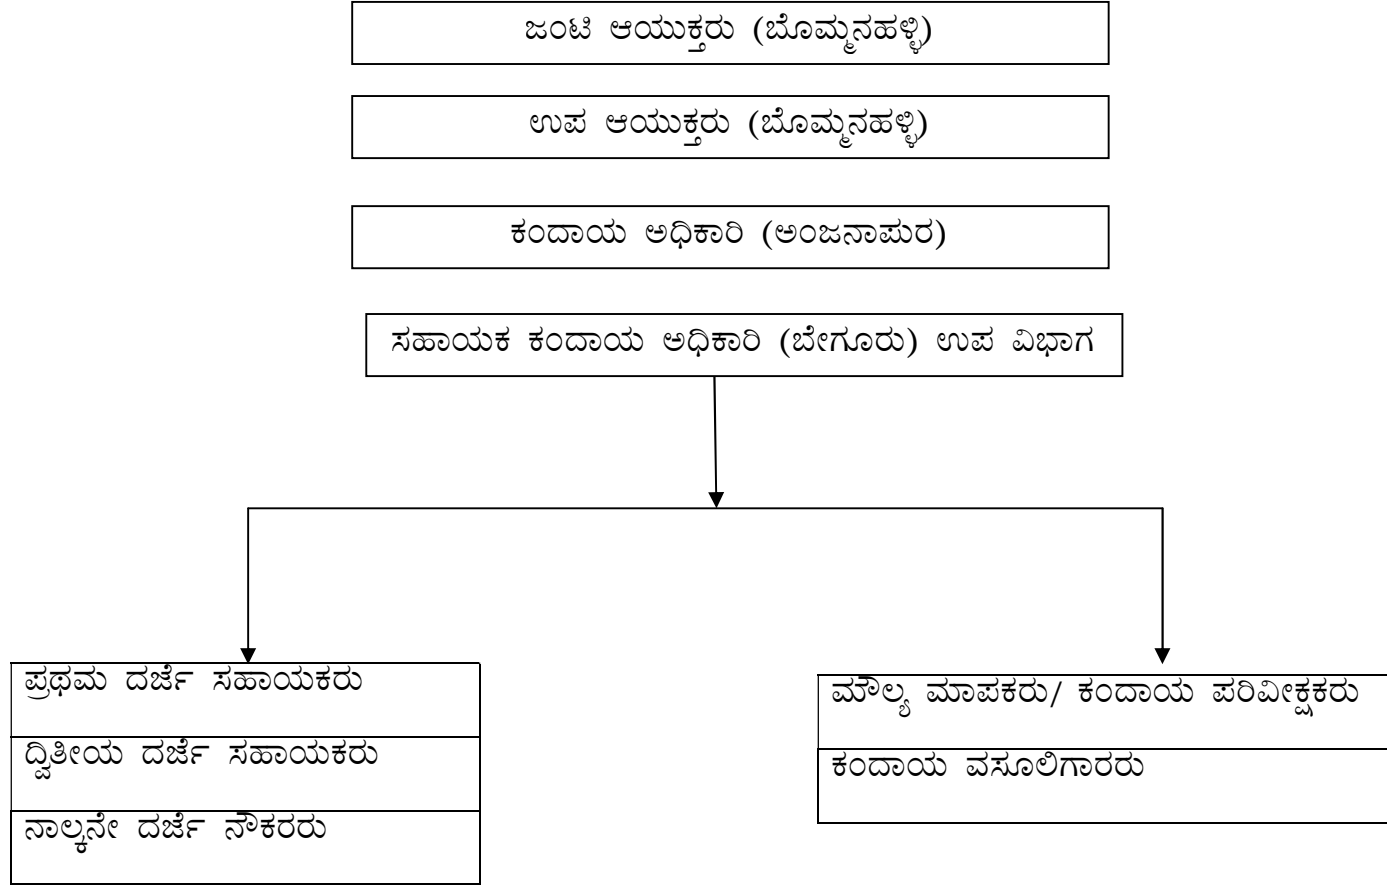 ಜಂಟಿ ಆಯುಕ್ತರು (ಬೊಮ್ಮನಹಳ್ಳಿ)
ಉಪ ಆಯುಕ್ತರು (ಬೊಮ್ಮನಹಳ್ಳಿ)
ಕಂದಾಯ ಅಧಿಕಾರಿ (ಅಂಜನಾಪುರ)
ಸಹಾಯಕ ಕಂದಾಯ ಅಧಿಕಾರಿ (ಬೇಗೂರು) ಉಪ ವಿಭಾಗ
ಪ್ರಥಮ ದರ್ಜೆ ಸಹಾಯಕರು
ದ್ವಿತೀಯ ದರ್ಜೆ ಸಹಾಯಕರು
ನಾಲ್ಕನೇ ದರ್ಜೆ ನೌಕರರು
ಮೌಲ್ಯ ಮಾಪಕರು/ ಕಂದಾಯ ಪರಿವೀಕ್ಷಕರು
ಕಂದಾಯ ವಸೂಲಿಗಾರರು